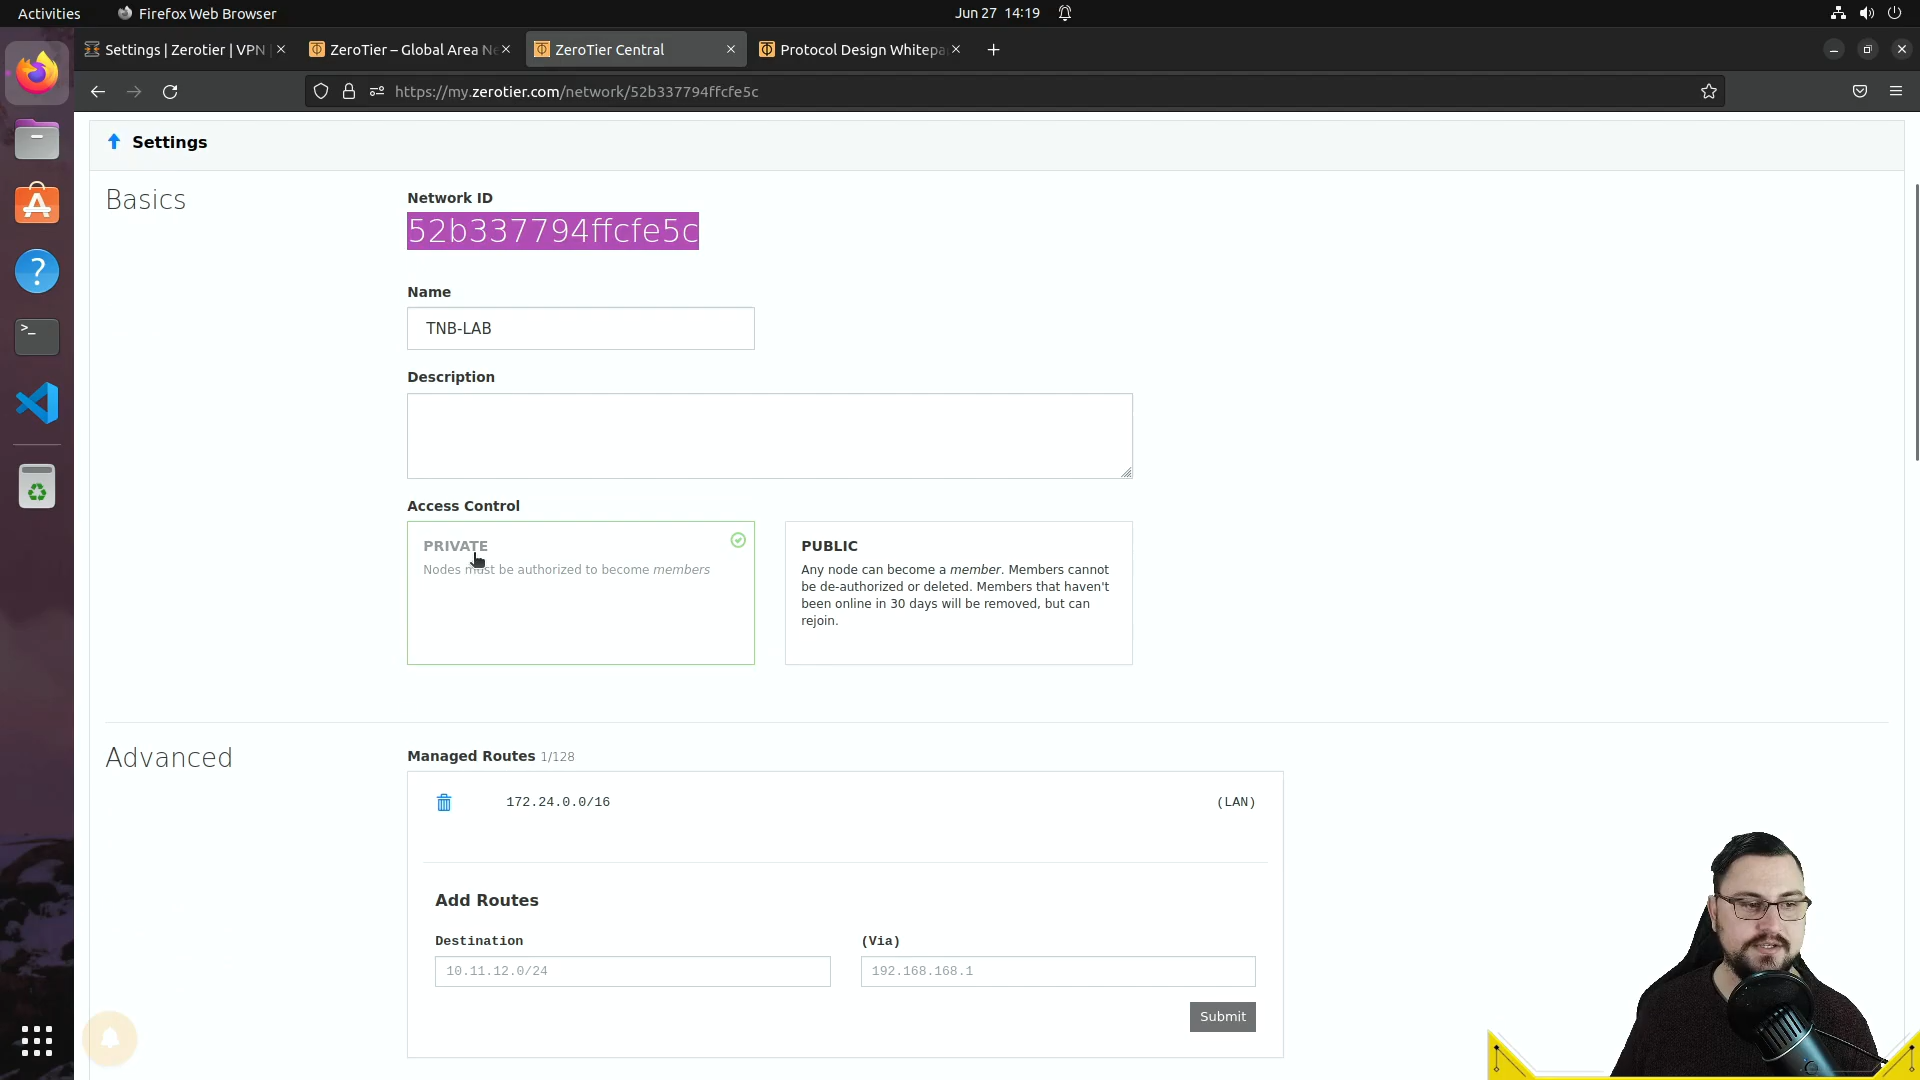 Activities
Firefox Web Browser
Jun 27 14:19
Settings | Zerotier | VPN |
ZeroTier – Global Area Ne
ZeroTier Central
Protocol Design Whitepa
https://my.zerotier.com/network/52b337794ffcfe5c
Settings
Basics
Network ID
52b337794ffcfe5c
Name
TNB-LAB
Description
Access Control
PRIVATE
Nodes must be authorized to become members
PUBLIC
Any node can become a member. Members cannot
be de-authorized or deleted. Members that haven't
been online in 30 days will be removed, but can
rejoin.
Advanced
Managed Routes 1/128
172.24.0.0/16
(LAN)
Add Routes
Destination
(Via)
10.11.12.0/24
192.168.168.1
Submit